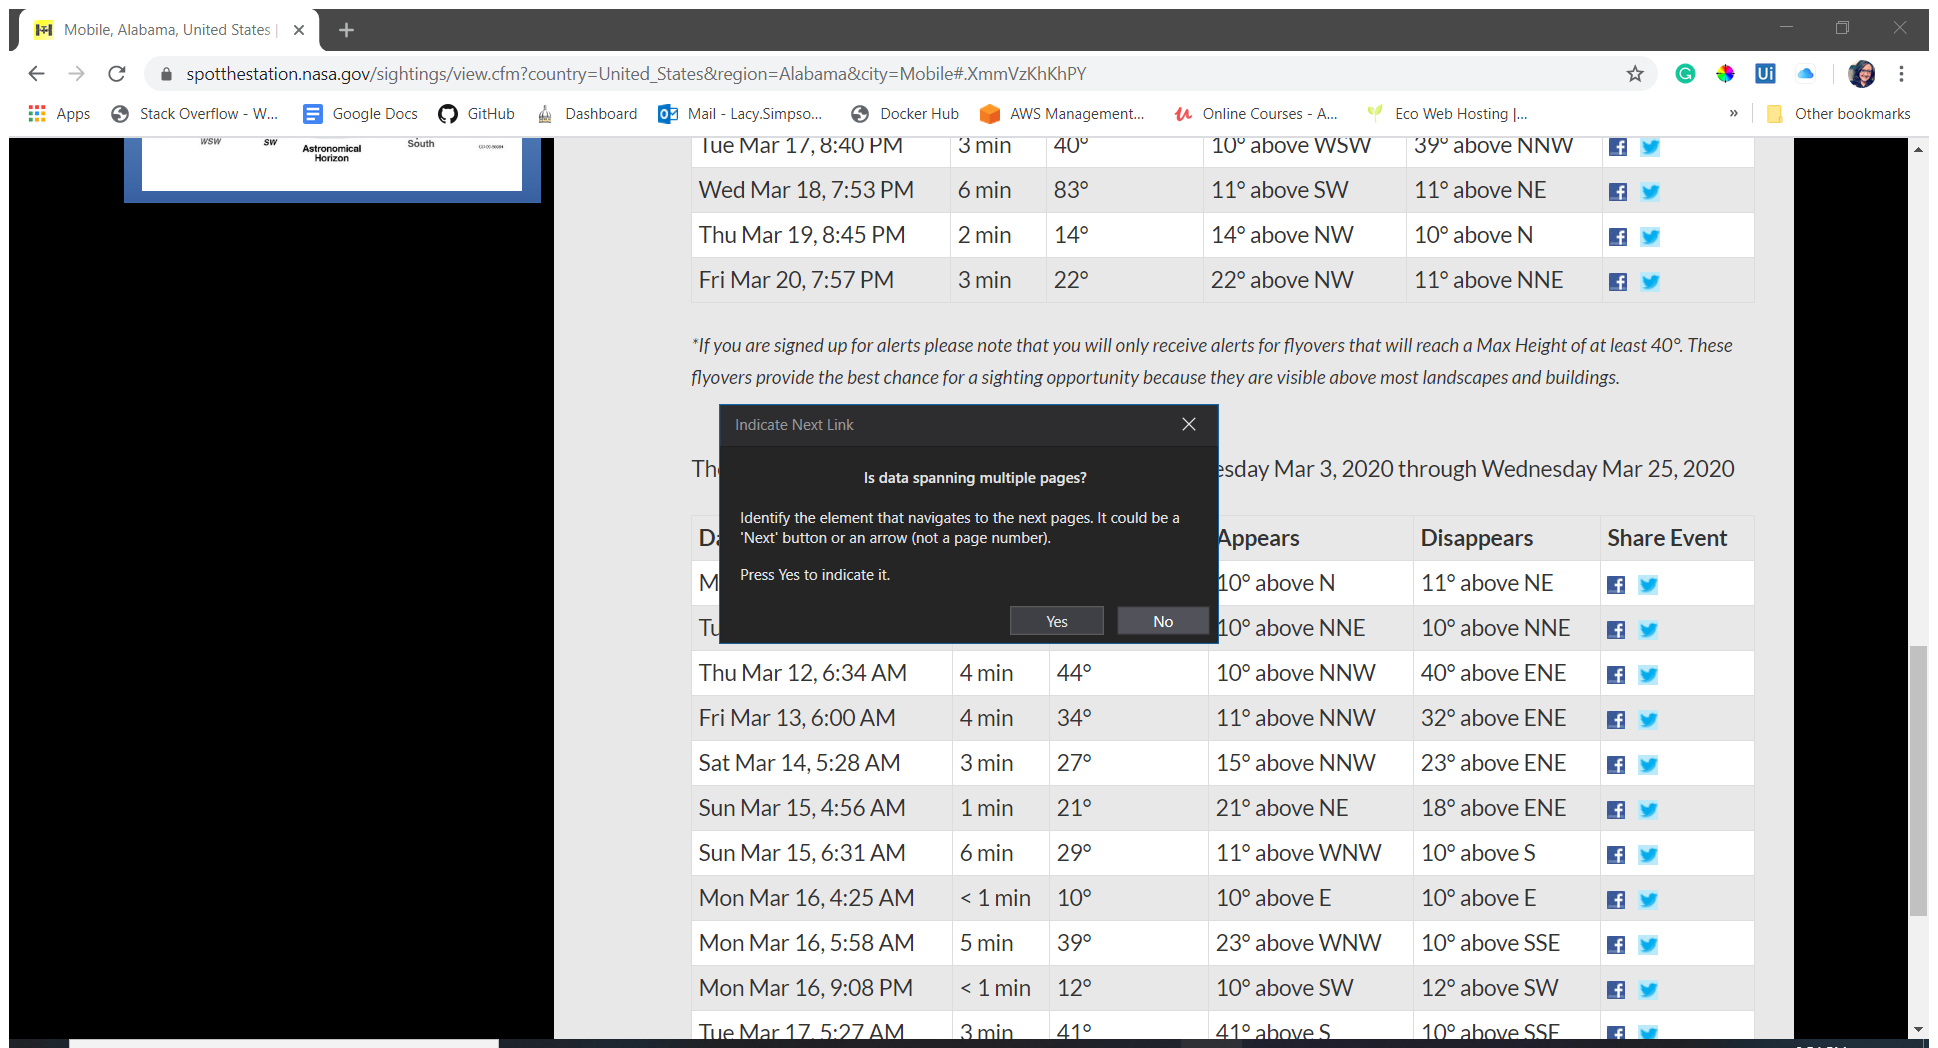 Mobile, Alabama, United States |
spotthestation.nasa.gov/sightings/view.cfm?country=United_States&region=Alabama&city=Mobile#.XmmVzKhKhPY
Apps Stack Overflow - W... Google Docs GitHub Dashboard Mail - Lacy.Simpso... Docker Hub AWS Management... Online Courses - A... Eco Web Hosting |... » Other bookmarks
WSW SW Astronomical Horizon South
Tue Mar 17, 8:40 PM 3 min 40° 10° above WSW 39° above NNW
Wed Mar 18, 7:53 PM 6 min 83° 11° above SW 11° above NE
Thu Mar 19, 8:45 PM 2 min 14° 14° above NW 10° above N
Fri Mar 20, 7:57 PM 3 min 22° 22° above NW 11° above NNE
*If you are signed up for alerts please note that you will only receive alerts for flyovers that will reach a Max Height of at least 40°. These
flyovers provide the best chance for a sighting opportunity because they are visible above most landscapes and buildings.
Indicate Next Link
Is data spanning multiple pages?
Identify the element that navigates to the next pages. It could be a
'Next' button or an arrow (not a page number).
Press Yes to indicate it.
Yes No
esday Mar 3, 2020 through Wednesday Mar 25, 2020
Appears Disappears Share Event
10° above N 11° above NE
10° above NNE 10° above NNE
Thu Mar 12, 6:34 AM 4 min 44° 10° above NNW 40° above ENE
Fri Mar 13, 6:00 AM 4 min 34° 11° above NNW 32° above ENE
Sat Mar 14, 5:28 AM 3 min 27° 15° above NNW 23° above ENE
Sun Mar 15, 4:56 AM 1 min 21° 21° above NE 18° above ENE
Sun Mar 15, 6:31 AM 6 min 29° 11° above WNW 10° above S
Mon Mar 16, 4:25 AM < 1 min 10° 10° above E 10° above E
Mon Mar 16, 5:58 AM 5 min 39° 23° above WNW 10° above SSE
Mon Mar 16, 9:08 PM < 1 min 12° 10° above SW 12° above SW
Tue Mar 17, 5:27 AM 3 min 41° 41° above S 10° above SSE